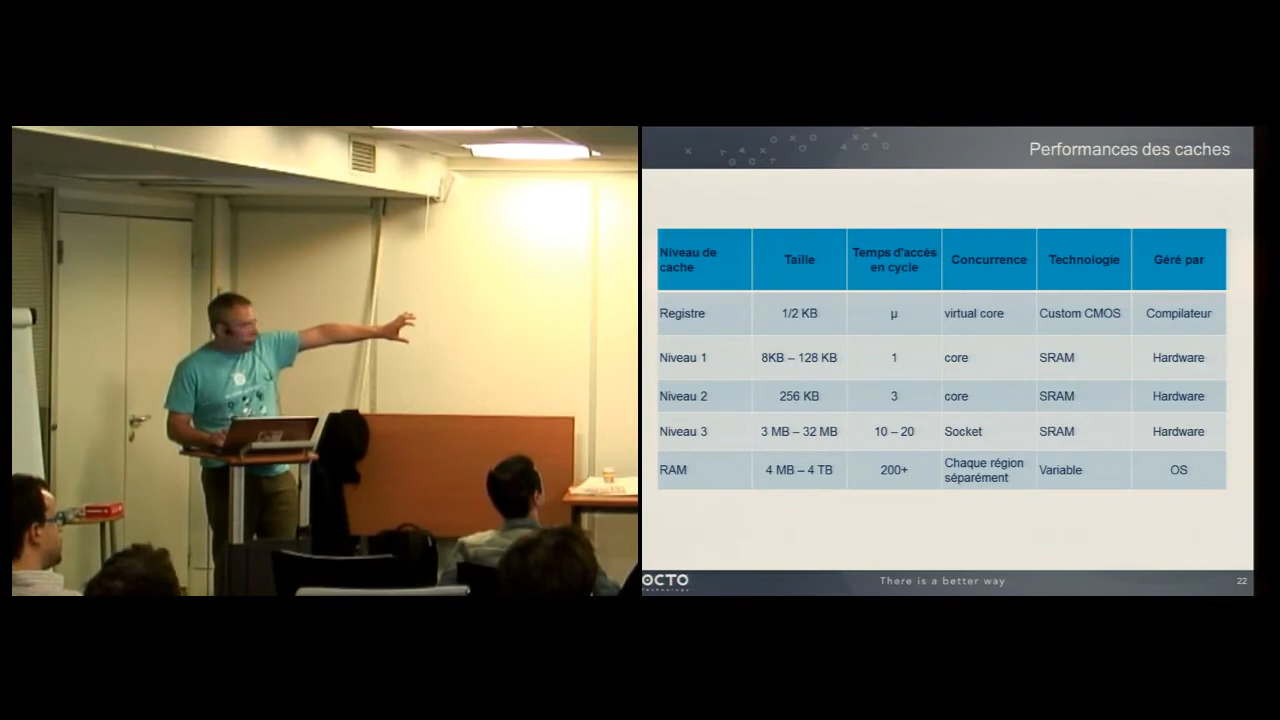 Performances des caches
Niveau de cache Taille Temps d'accès en cycle Concurrence Technologie Géré par
Registre 1/2 KB µ virtual core Custom CMOS Compilateur
Niveau 1 8KB – 128 KB 1 core SRAM Hardware
Niveau 2 256 KB 3 core SRAM Hardware
Niveau 3 3 MB – 32 MB 10 – 20 Socket SRAM Hardware
RAM 4 MB – 4 TB 200+ Chaque région séparément Variable OS
OCTO
Technology
There is a better way
22